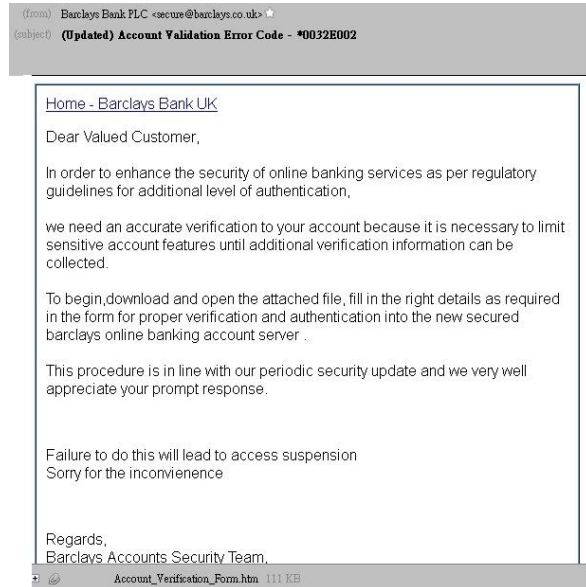 (from) Barclays Bank PLC <secure@barclays.co.uk>
(subject) (Updated) Account Validation Error Code - *0032E002
Home - Barclays Bank UK
Dear Valued Customer,
In order to enhance the security of online banking services as per regulatory
guidelines for additional level of authentication,
we need an accurate verification to your account because it is necessary to limit
sensitive account features until additional verification information can be
collected.
To begin,download and open the attached file, fill in the right details as required
in the form for proper verification and authentication into the new secured
barclays online banking account server .
This procedure is in line with our periodic security update and we very well
appreciate your prompt response.
Failure to do this will lead to access suspension
Sorry for the inconvienence
Regards,
Barclays Accounts Security Team,
Account_Verification_Form.htm 111 KB